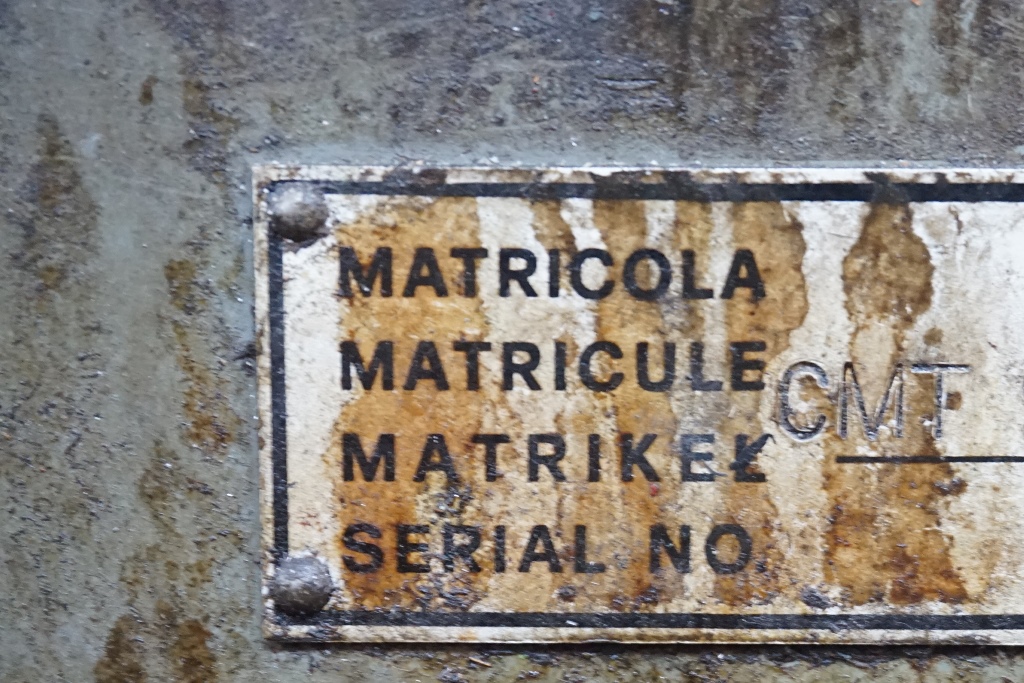 MATRICOLA
MATRICULE
CMT
MATRIKEL
SERIAL NO.